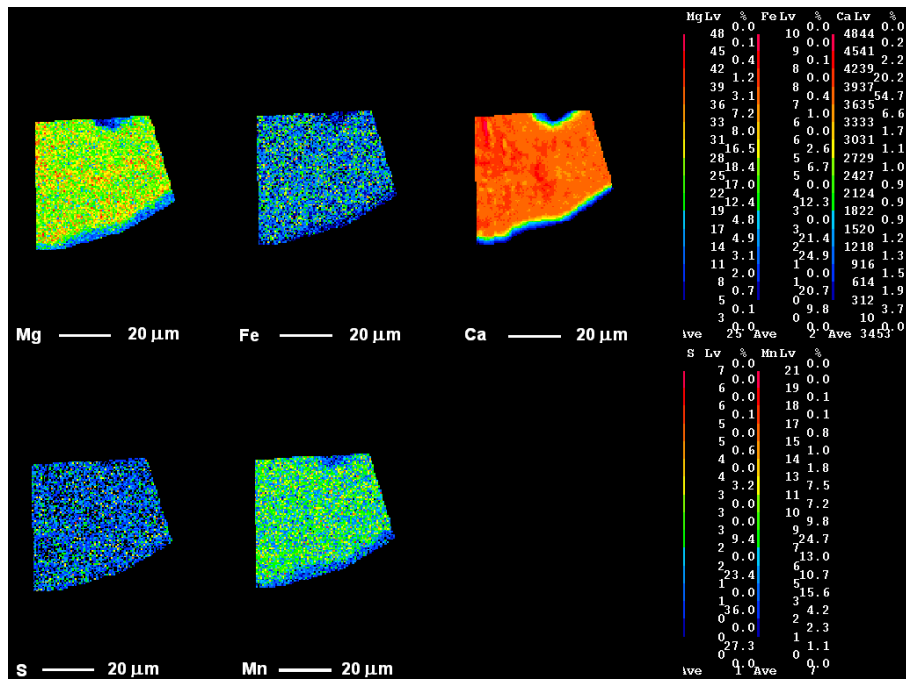 Mg Lv % Fe Lv % Ca Lv %
0.0 0.0 0.0
48 10 4844
0.1 0.0 0.2
45 9 4541
0.4 0.1 2.2
42 8 4239
1.2 0.0 20.2
39 8 3937
3.1 0.4 54.7
36 7 3635
7.2 1.0 6.6
33 6 3333
8.0 0.0 1.7
31 6 3031
16.5 2.6 1.1
28 5 2729
18.4 6.7 1.0
25 5 2427
17.0 0.0 0.9
22 4 2124
12.4 12.3 0.9
19 3 1822
4.8 0.0 0.9
17 3 1520
4.9 21.4 1.2
14 2 1218
3.1 24.9 1.3
11 1 916
2.0 0.0 1.5
8 1 614
0.7 20.7 1.9
5 0 312
0.1 9.8 3.7
3 0 10
0.0 0.0 0.0
Ave 25 Ave 2 Ave 3453
Mg 20 μm Fe 20 μm Ca 20 μm
S Lv % Mn Lv %
0.0 0.0
7 21
0.0 0.0
6 19
0.0 0.1
6 18
0.1 0.1
5 17
0.0 0.8
5 15
0.6 1.0
4 14
0.0 1.8
4 13
3.2 7.5
3 11
0.0 7.2
3 10
0.0 9.8
3 9
9.4 24.7
2 7
0.0 13.0
2 6
23.4 10.7
1 5
0.0 15.6
1 3
36.0 4.2
0 2
0.0 2.3
0 1
27.3 1.1
0 0
0.0 0.0
Ave 1 Ave 7
S 20 μm Mn 20 μm